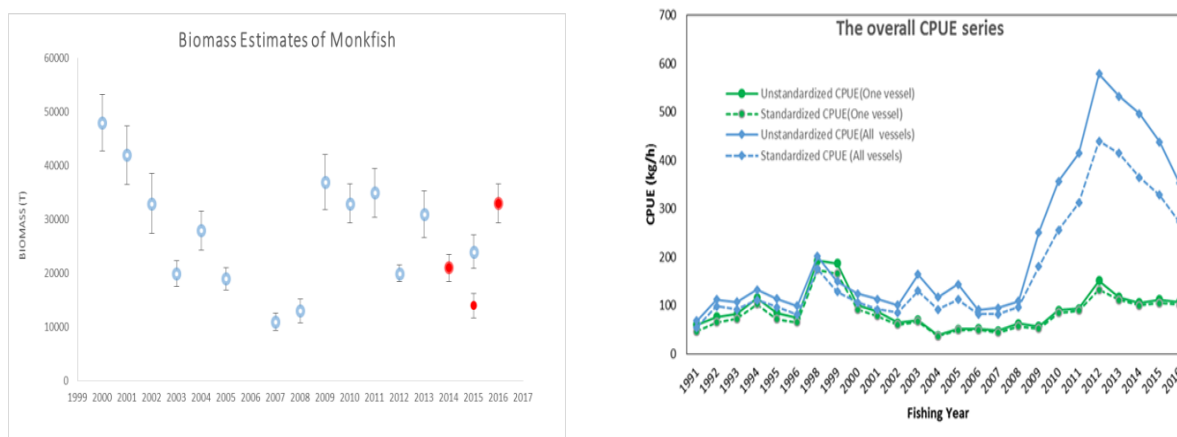 Biomass Estimates of Monkfish
60000
50000
40000
30000
20000
10000
0
BIOMASS (T)
1999 2000 2001 2002 2003 2004 2005 2006 2007 2008 2009 2010 2011 2012 2013 2014 2015 2016 2017
The overall CPUE series
700
600
500
400
300
200
100
0
CPUE (kg/h)
Unstandardized CPUE(One vessel)
Standardized CPUE(One vessel)
Unstandardized CPUE(All vessels)
Standardized CPUE (All vessels)
1991 1992 1993 1994 1995 1996 1998 1999 2000 2001 2002 2003 2004 2005 2006 2007 2008 2009 2010 2011 2012 2013 2014 2015 2016
Fishing Year